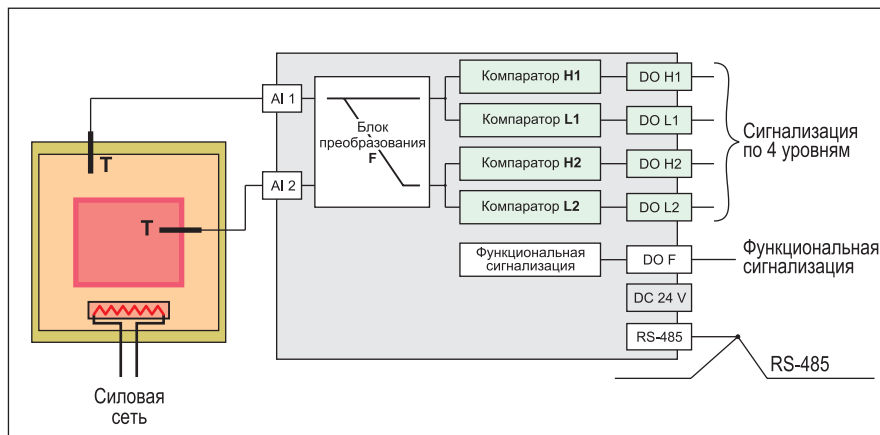 AI 1
AI 2
T
T
Силовая
сеть
Блок
преобразования
F
Компаратор H1
Компаратор L1
Компаратор H2
Компаратор L2
Функциональная
сигнализация
DO H1
DO L1
DO H2
DO L2
DO F
DC 24 V
RS-485
Сигнализация
по 4 уровням
Функциональная
сигнализация
RS-485